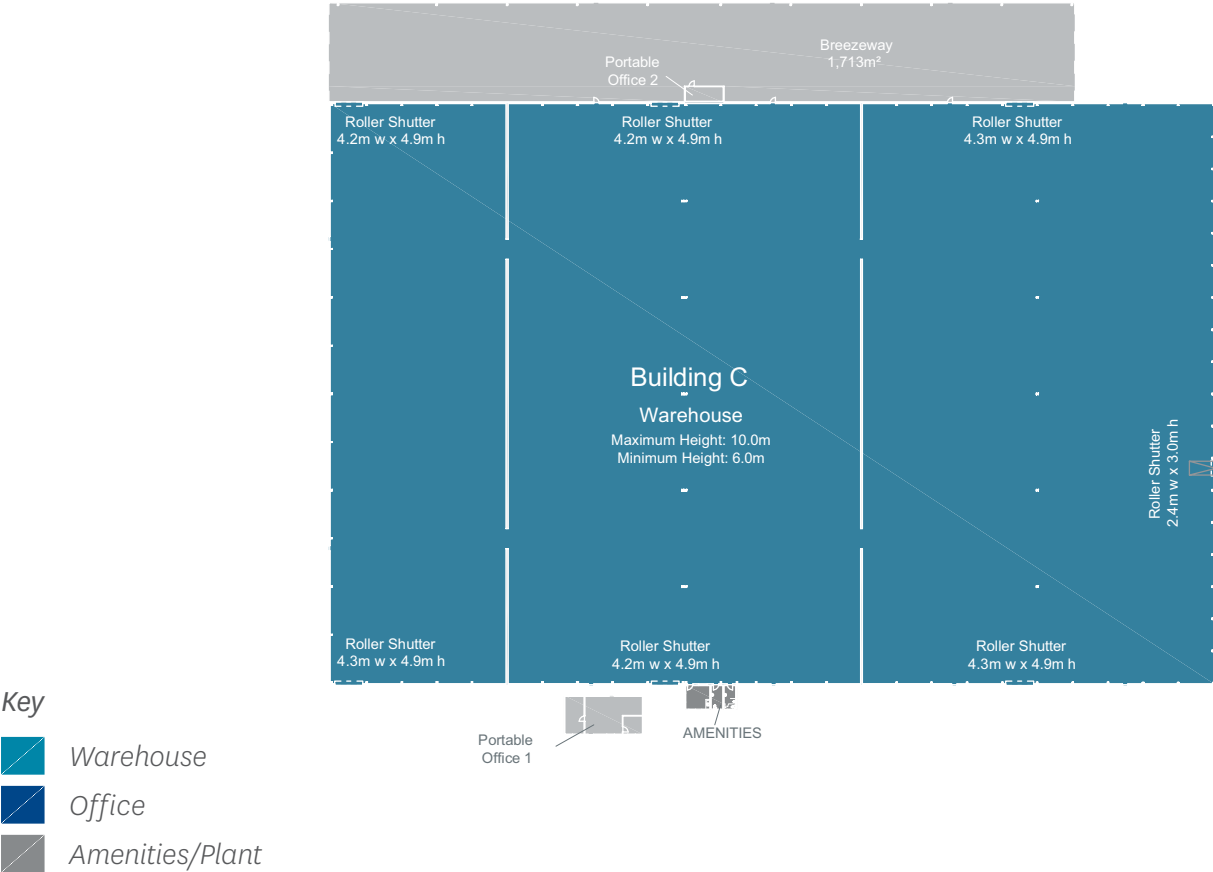 Breezeway
1,713m²
Portable
Office 2
Roller Shutter
4.2m w x 4.9m h
Roller Shutter
4.2m w x 4.9m h
Roller Shutter
4.3m w x 4.9m h
Building C
Warehouse
Maximum Height: 10.0m
Minimum Height: 6.0m
Roller Shutter
2.4m w x 3.0m h
Roller Shutter
4.3m w x 4.9m h
Roller Shutter
4.2m w x 4.9m h
Roller Shutter
4.3m w x 4.9m h
Portable
Office 1
AMENITIES
Key
Warehouse
Office
Amenities/Plant